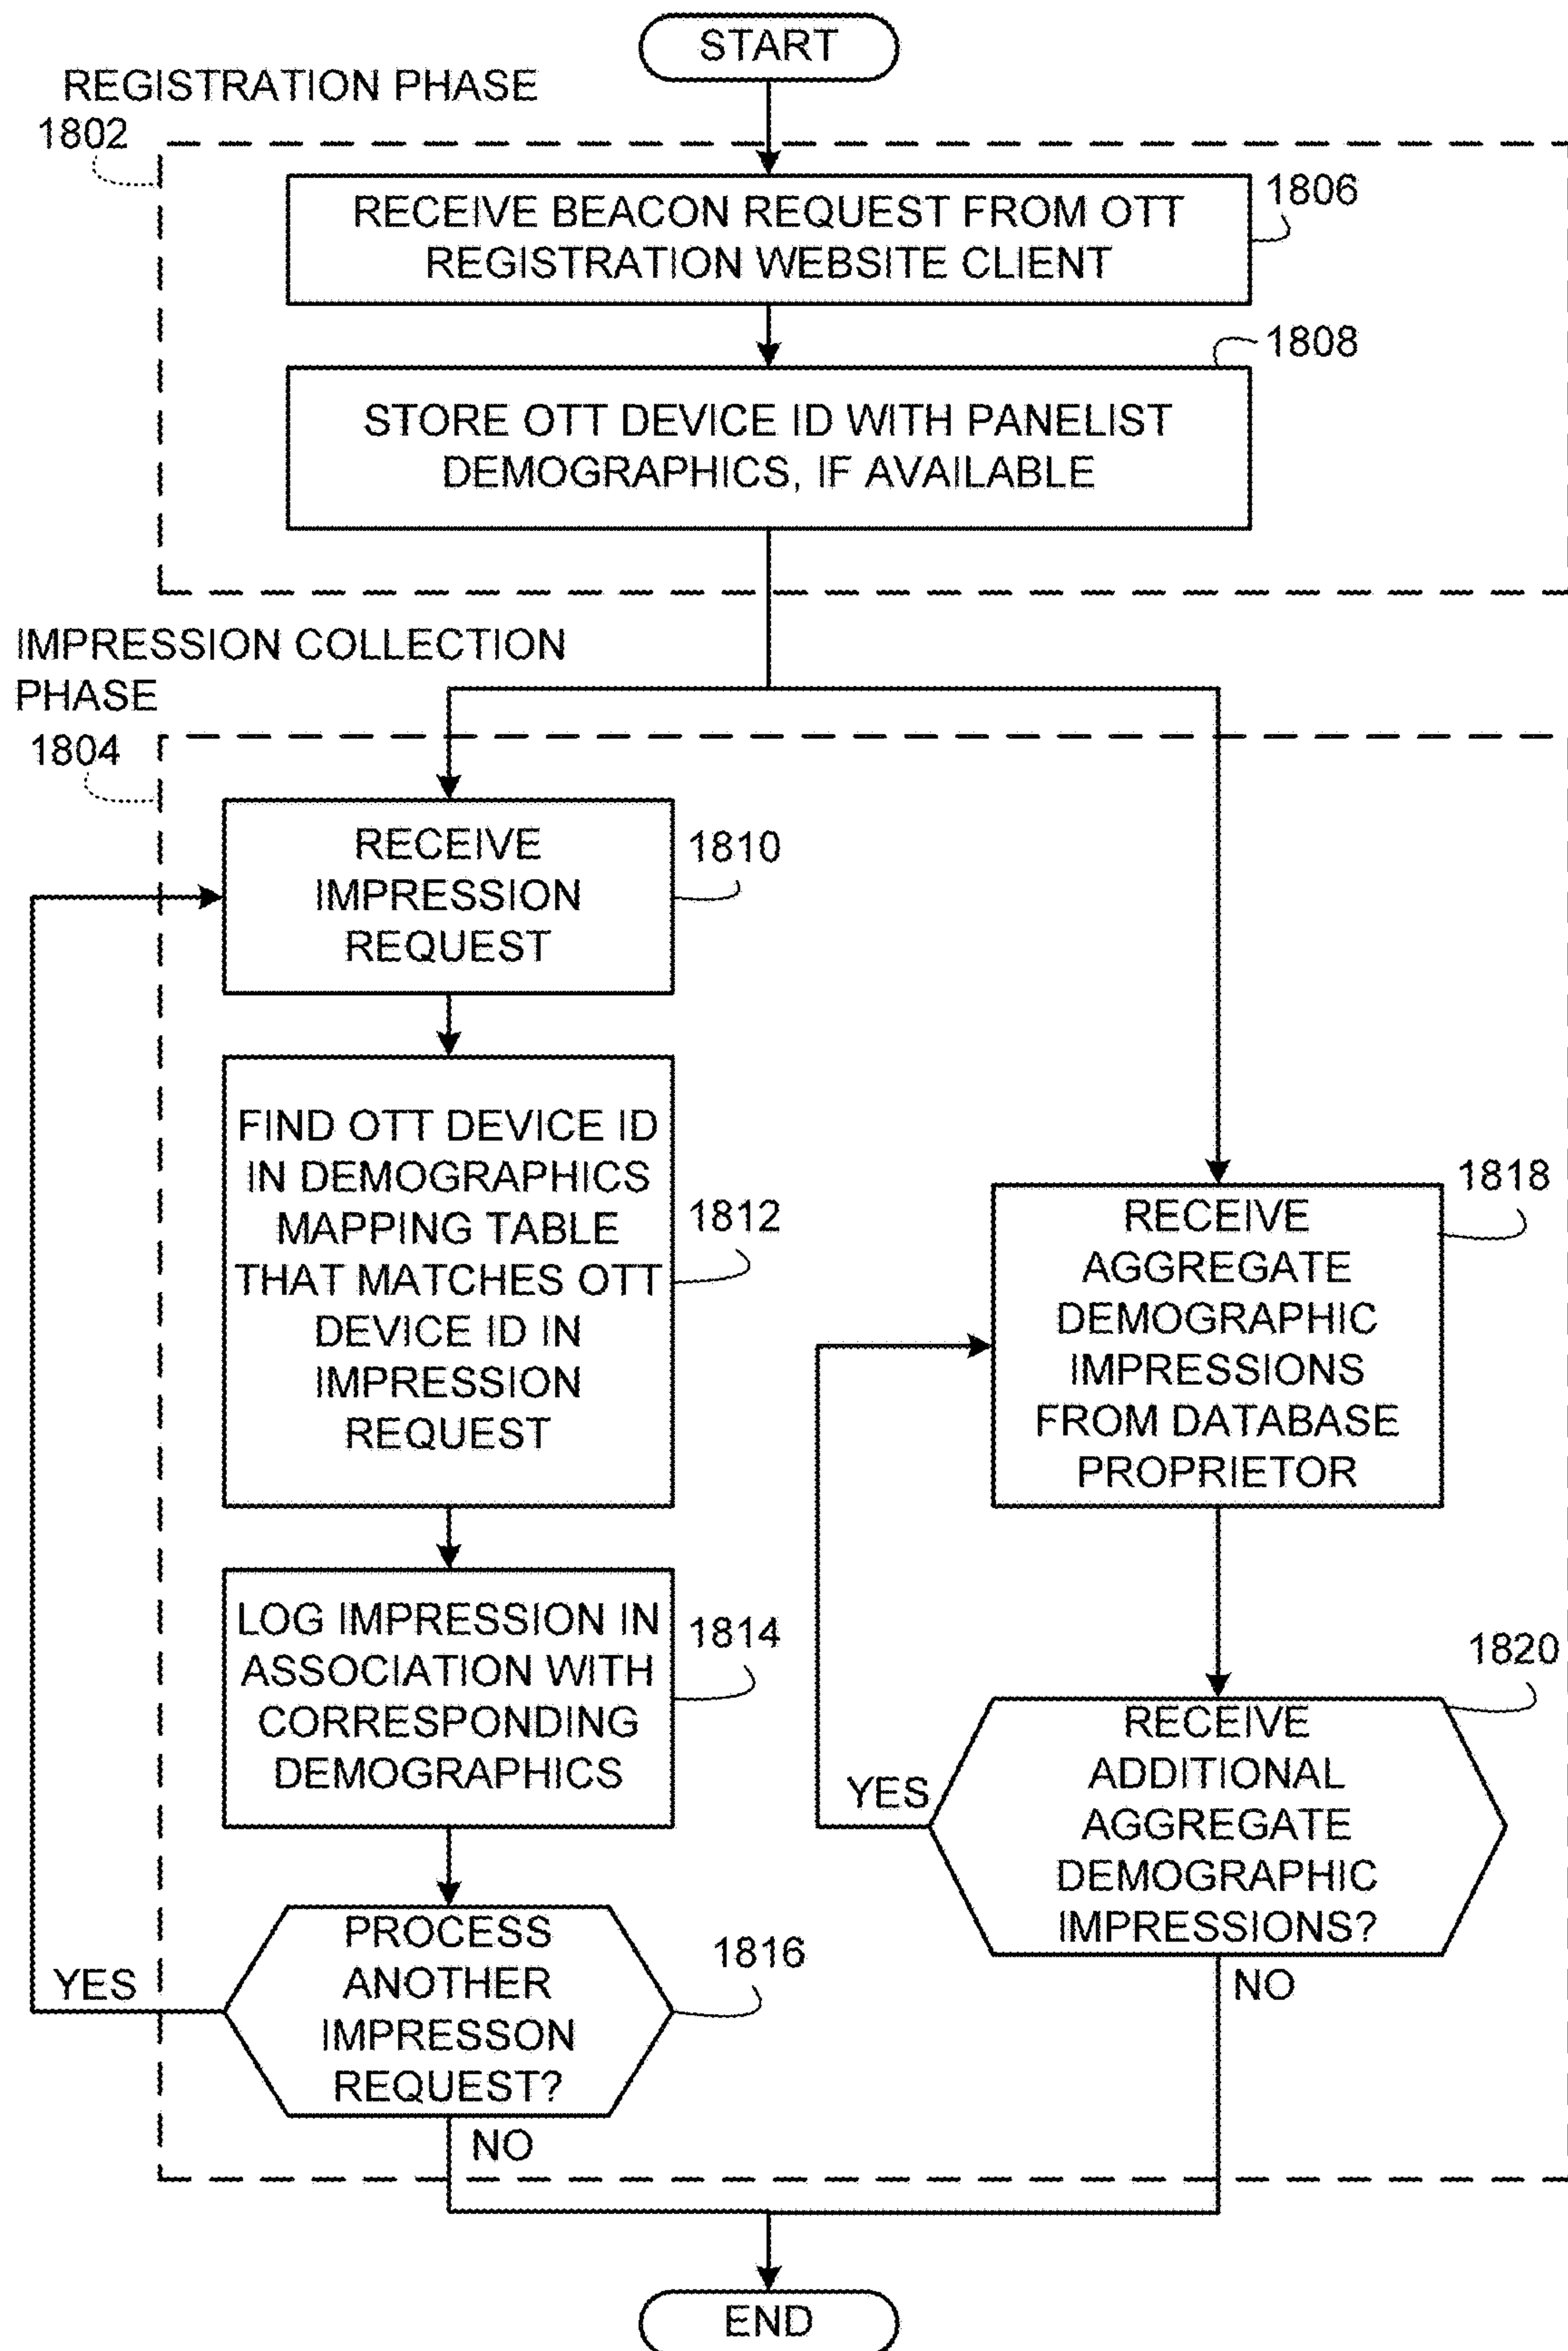 START
REGISTRATION PHASE
1802
RECEIVE BEACON REQUEST FROM OTT
REGISTRATION WEBSITE CLIENT
1806
1808
STORE OTT DEVICE ID WITH PANELIST
DEMOGRAPHICS, IF AVAILABLE
IMPRESSION COLLECTION
PHASE
1804
RECEIVE
IMPRESSION
REQUEST
1810
FIND OTT DEVICE ID
IN DEMOGRAPHICS
MAPPING TABLE
THAT MATCHES OTT
DEVICE ID IN
IMPRESSION
REQUEST
1812
LOG IMPRESSION IN
ASSOCIATION WITH
CORRESPONDING
DEMOGRAPHICS
1814
PROCESS
ANOTHER
IMPRESSON
REQUEST?
1816
YES
NO
1818
RECEIVE
AGGREGATE
DEMOGRAPHIC
IMPRESSIONS
FROM DATABASE
PROPRIETOR
1820
RECEIVE
ADDITIONAL
AGGREGATE
DEMOGRAPHIC
IMPRESSIONS?
YES
NO
END